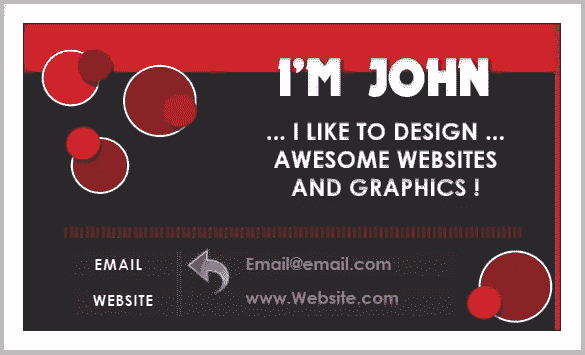 I'M JOHN
... I LIKE TO DESIGN ...
AWESOME WEBSITES
AND GRAPHICS !
EMAIL Email@email.com
WEBSITE www.Website.com